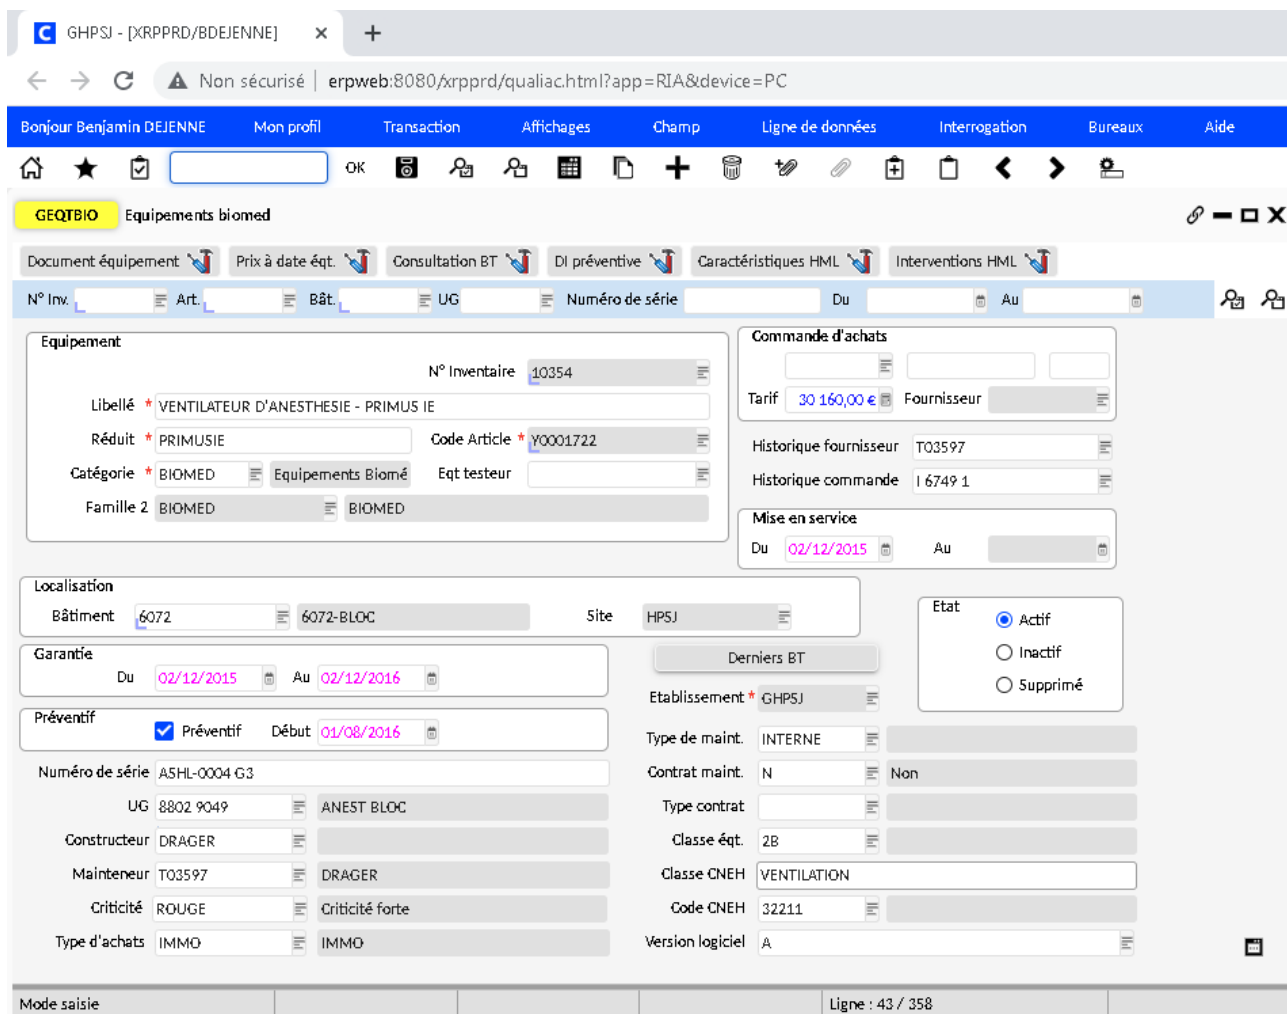 GHPSJ - [XRPPRD/BDEJENNE]
Non sécurisé | erpweb:8080/xrpprd/qualiac.html?app=RIA&device=PC
Bonjour Benjamin DEJENNE Mon profil Transaction Affichages Champ Ligne de données Interrogation Bureaux Aide
OK
GEQTBIO Equipements biomed
Document équipement Prix à date éqt. Consultation BT DI préventive Caractéristiques HML Interventions HML
N° Inv. Art. Bât. UG Numéro de série Du Au
Equipement
N° Inventaire 10354
Libellé * VENTILATEUR D'ANESTHESIE - PRIMUS IE
Réduit * PRIMUSIE Code Article * Y0001722
Catégorie * BIOMED Equipements Biomé Eqt testeur
Famille 2 BIOMED BIOMED
Commande d'achats
Tarif 30 160,00 € Fournisseur
Historique fournisseur T03597
Historique commande I 6749 1
Mise en service
Du 02/12/2015 Au
Localisation
Bâtiment 6072 6072-BLOC Site HPSJ
Etat
Actif
Inactif
Supprimé
Garantie
Du 02/12/2015 Au 02/12/2016
Derniers BT
Etablissement * GHPSJ
Préventif
Préventif Début 01/08/2016
Type de maint. INTERNE
Numéro de série ASHL-0004 G3
Contrat maint. N Non
UG 8802 9049 ANEST BLOC
Type contrat
Constructeur DRAGER
Classe éqt. 2B
Mainteneur T03597 DRAGER
Classe CNEH VENTILATION
Criticité ROUGE Criticité forte
Code CNEH 32211
Type d'achats IMMO IMMO
Version logiciel A
Mode saisie Ligne : 43 / 358